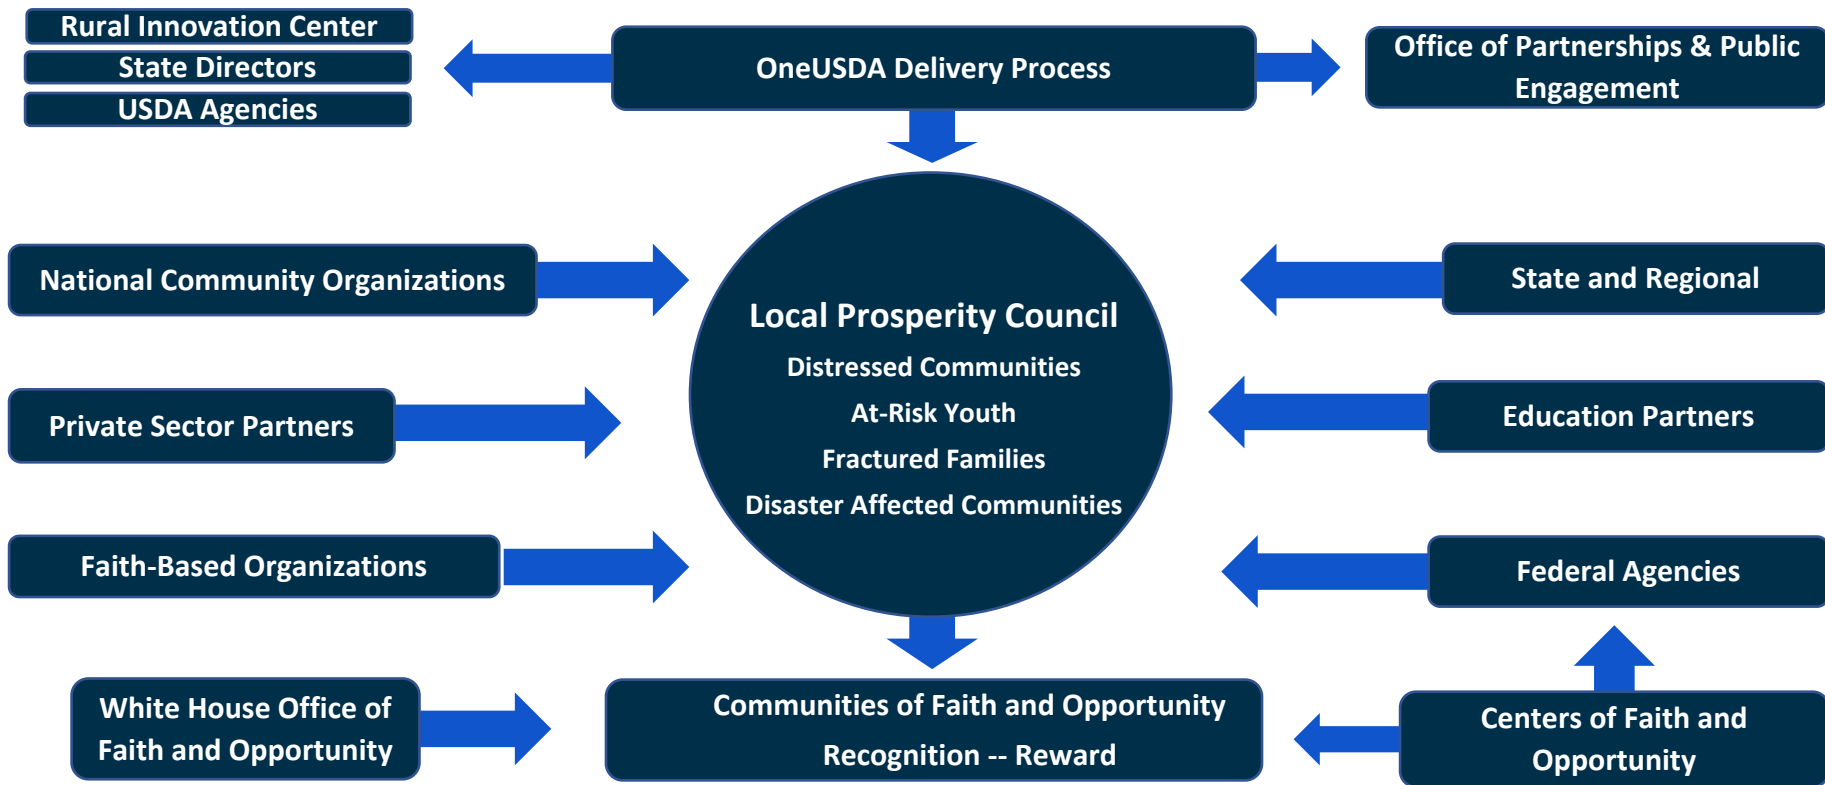 Rural Innovation Center
State Directors
USDA Agencies
OneUSDA Delivery Process
Office of Partnerships & Public
Engagement
National Community Organizations
Private Sector Partners
Faith-Based Organizations
Local Prosperity Council
Distressed Communities
At-Risk Youth
Fractured Families
Disaster Affected Communities
State and Regional
Education Partners
Federal Agencies
White House Office of
Faith and Opportunity
Communities of Faith and Opportunity
Recognition -- Reward
Centers of Faith and
Opportunity